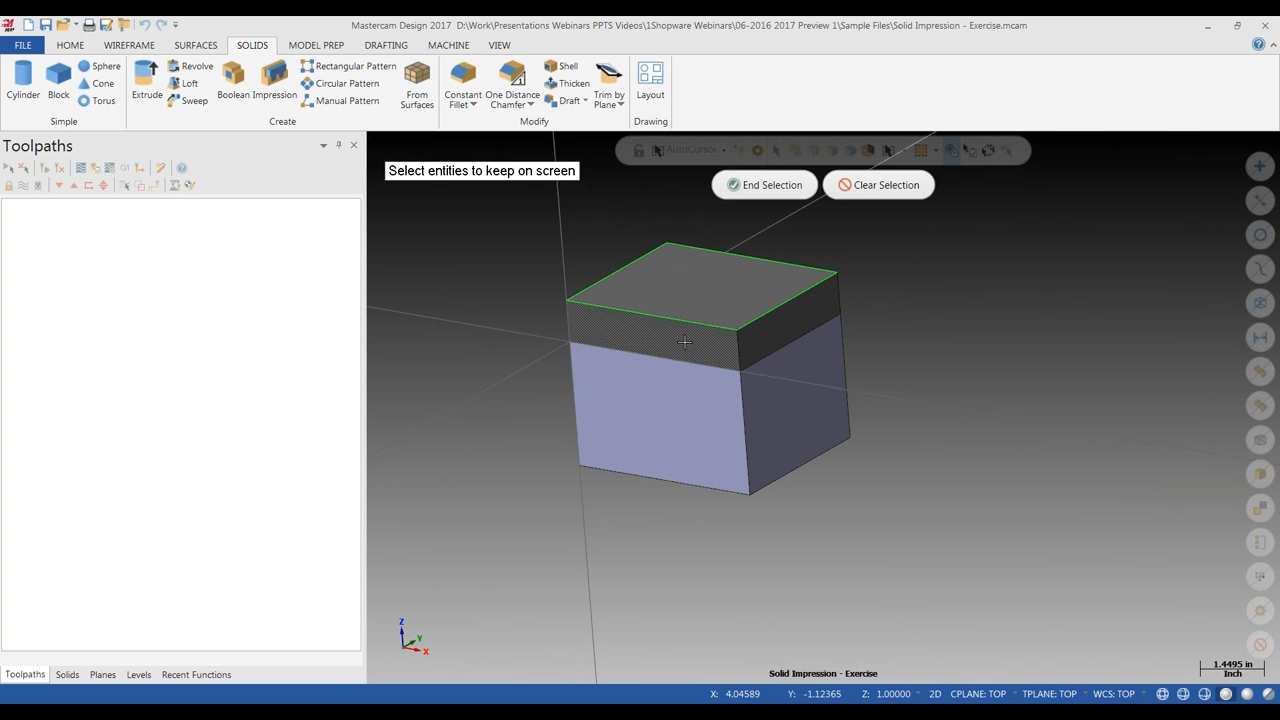 Mastercam Design 2017 D:\Work\Presentations Webinars PPTS Videos\1Shopware Webinars\06-2016 2017 Preview 1\Sample Files\Solid Impression - Exercise.mcam
FILE HOME WIREFRAME SURFACES SOLIDS MODEL PREP DRAFTING MACHINE VIEW
Cylinder Block Sphere Cone Torus
Extrude Revolve Loft Sweep Boolean Impression Rectangular Pattern Circular Pattern Manual Pattern From Surfaces
Constant Fillet One Distance Chamfer Shell Thicken Draft Trim by Plane
Layout
Simple Create Modify Drawing
Toolpaths
AutoCursor
Select entities to keep on screen
End Selection Clear Selection
G1
Z
Y
X
1.4495 in
Inch
Solid Impression - Exercise
Toolpaths Solids Planes Levels Recent Functions
X: 4.04589 Y: -1.12365 Z: 1.00000 2D CPLANE: TOP TPLANE: TOP WCS: TOP